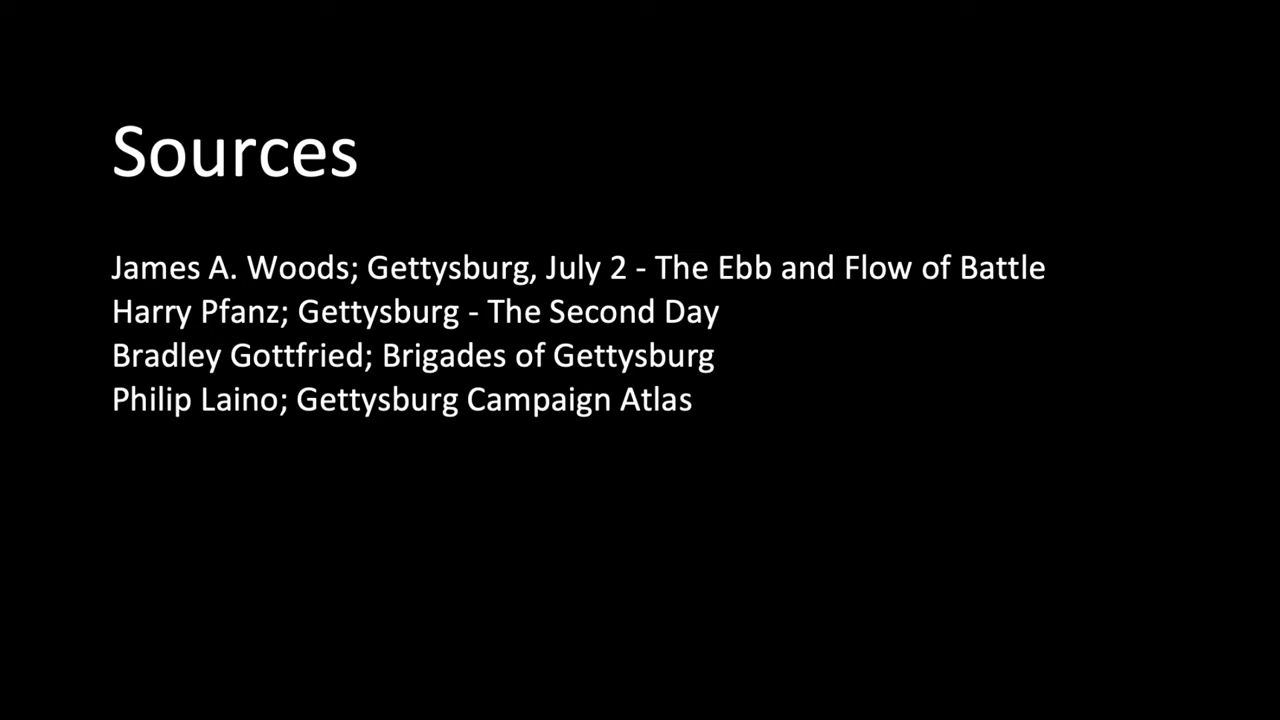 Sources
James A. Woods; Gettysburg, July 2 - The Ebb and Flow of Battle
Harry Pfanz; Gettysburg - The Second Day
Bradley Gottfried; Brigades of Gettysburg
Philip Laino; Gettysburg Campaign Atlas